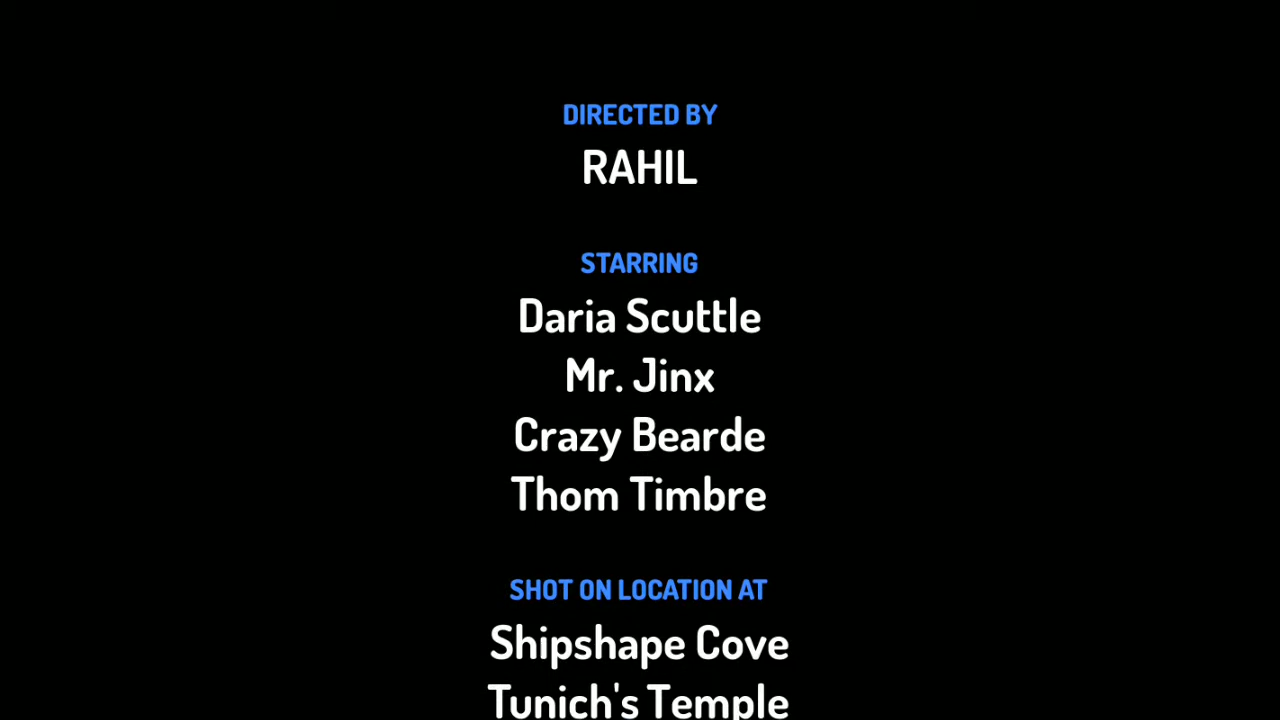 DIRECTED BY
RAHIL
STARRING
Daria Scuttle
Mr. Jinx
Crazy Bearde
Thom Timbre
SHOT ON LOCATION AT
Shipshape Cove
Tunich's Temple